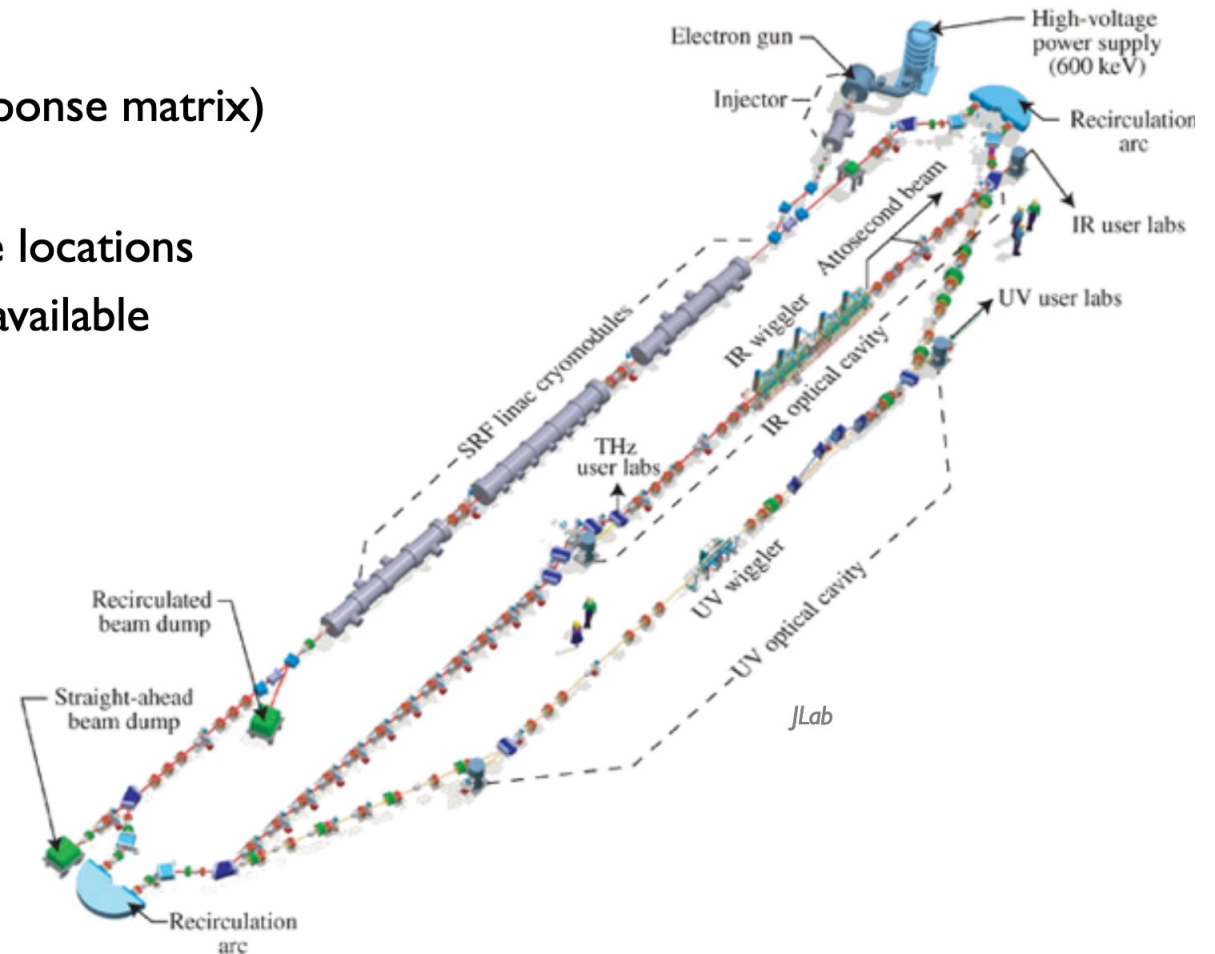 ponse matrix)
e locations
available
Electron gun
High-voltage
power supply
(600 keV)
Injector
Recirculation
arc
Attosecond beam
IR user labs
UV user labs
SRF linac cryomodules
IR wiggler
IR optical cavity
THz
user labs
UV wiggler
UV optical cavity
Recirculated
beam dump
Straight-ahead
beam dump
JLab
Recirculation
arc